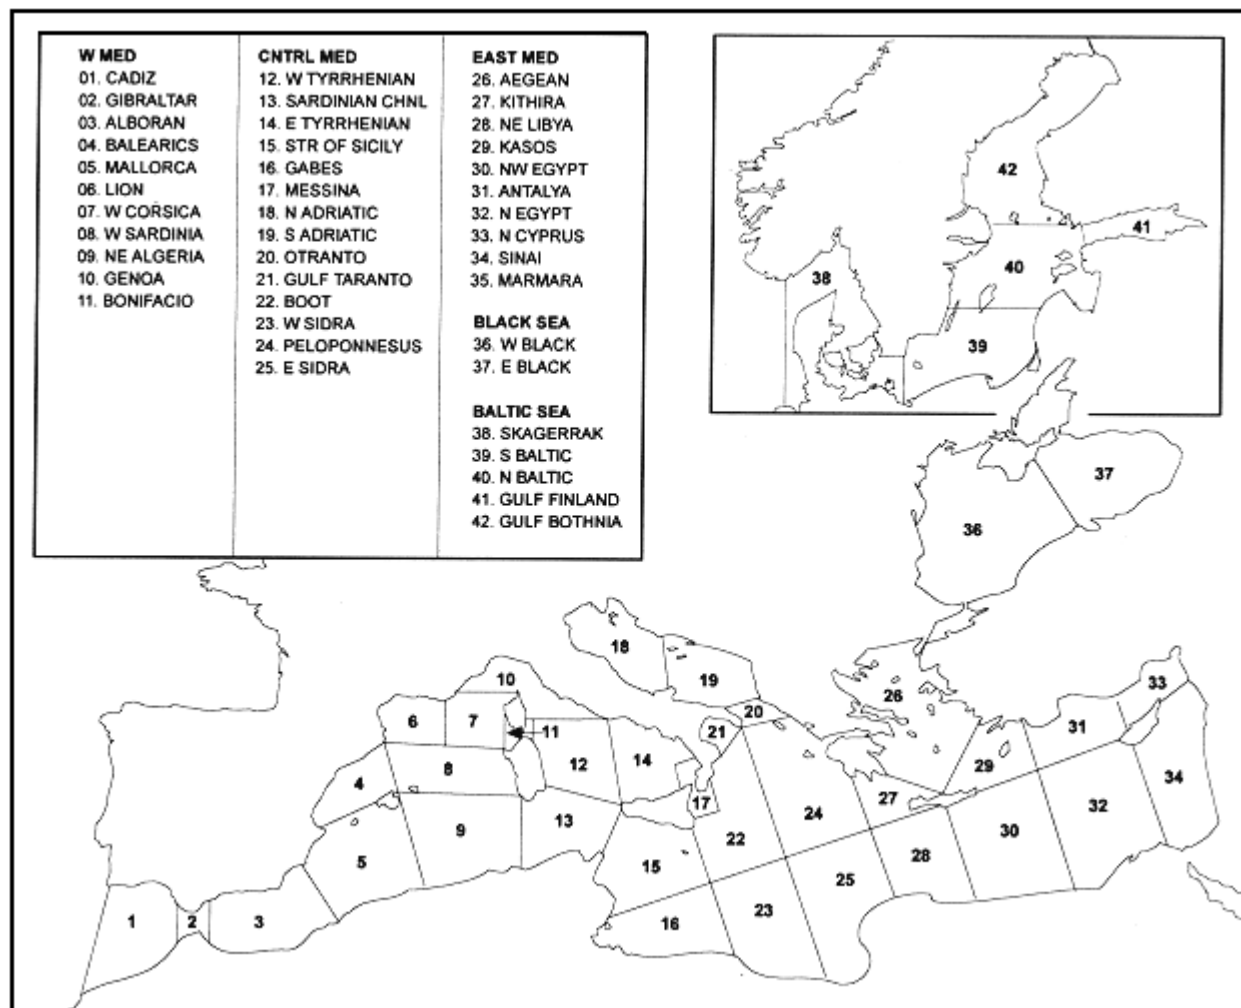 W MED
01. CADIZ
02. GIBRALTAR
03. ALBORAN
04. BALEARICS
05. MALLORCA
06. LION
07. W CORSICA
08. W SARDINIA
09. NE ALGERIA
10. GENOA
11. BONIFACIO
CNTRL MED
12. W TYRRHENIAN
13. SARDINIAN CHNL
14. E TYRRHENIAN
15. STR OF SICILY
16. GABES
17. MESSINA
18. N ADRIATIC
19. S ADRIATIC
20. OTRANTO
21. GULF TARANTO
22. BOOT
23. W SIDRA
24. PELOPONNESUS
25. E SIDRA
EAST MED
26. AEGEAN
27. KITHIRA
28. NE LIBYA
29. KASOS
30. NW EGYPT
31. ANTALYA
32. N EGYPT
33. N CYPRUS
34. SINAI
35. MARMARA
BLACK SEA
36. W BLACK
37. E BLACK
BALTIC SEA
38. SKAGERRAK
39. S BALTIC
40. N BALTIC
41. GULF FINLAND
42. GULF BOTHNIA
42
41
40
38
39
37
36
18
19
10
6
7
11
20
21
26
33
31
8
12
14
29
4
34
17
27
24
32
9
13
5
22
30
15
28
25
1
2
3
16
23